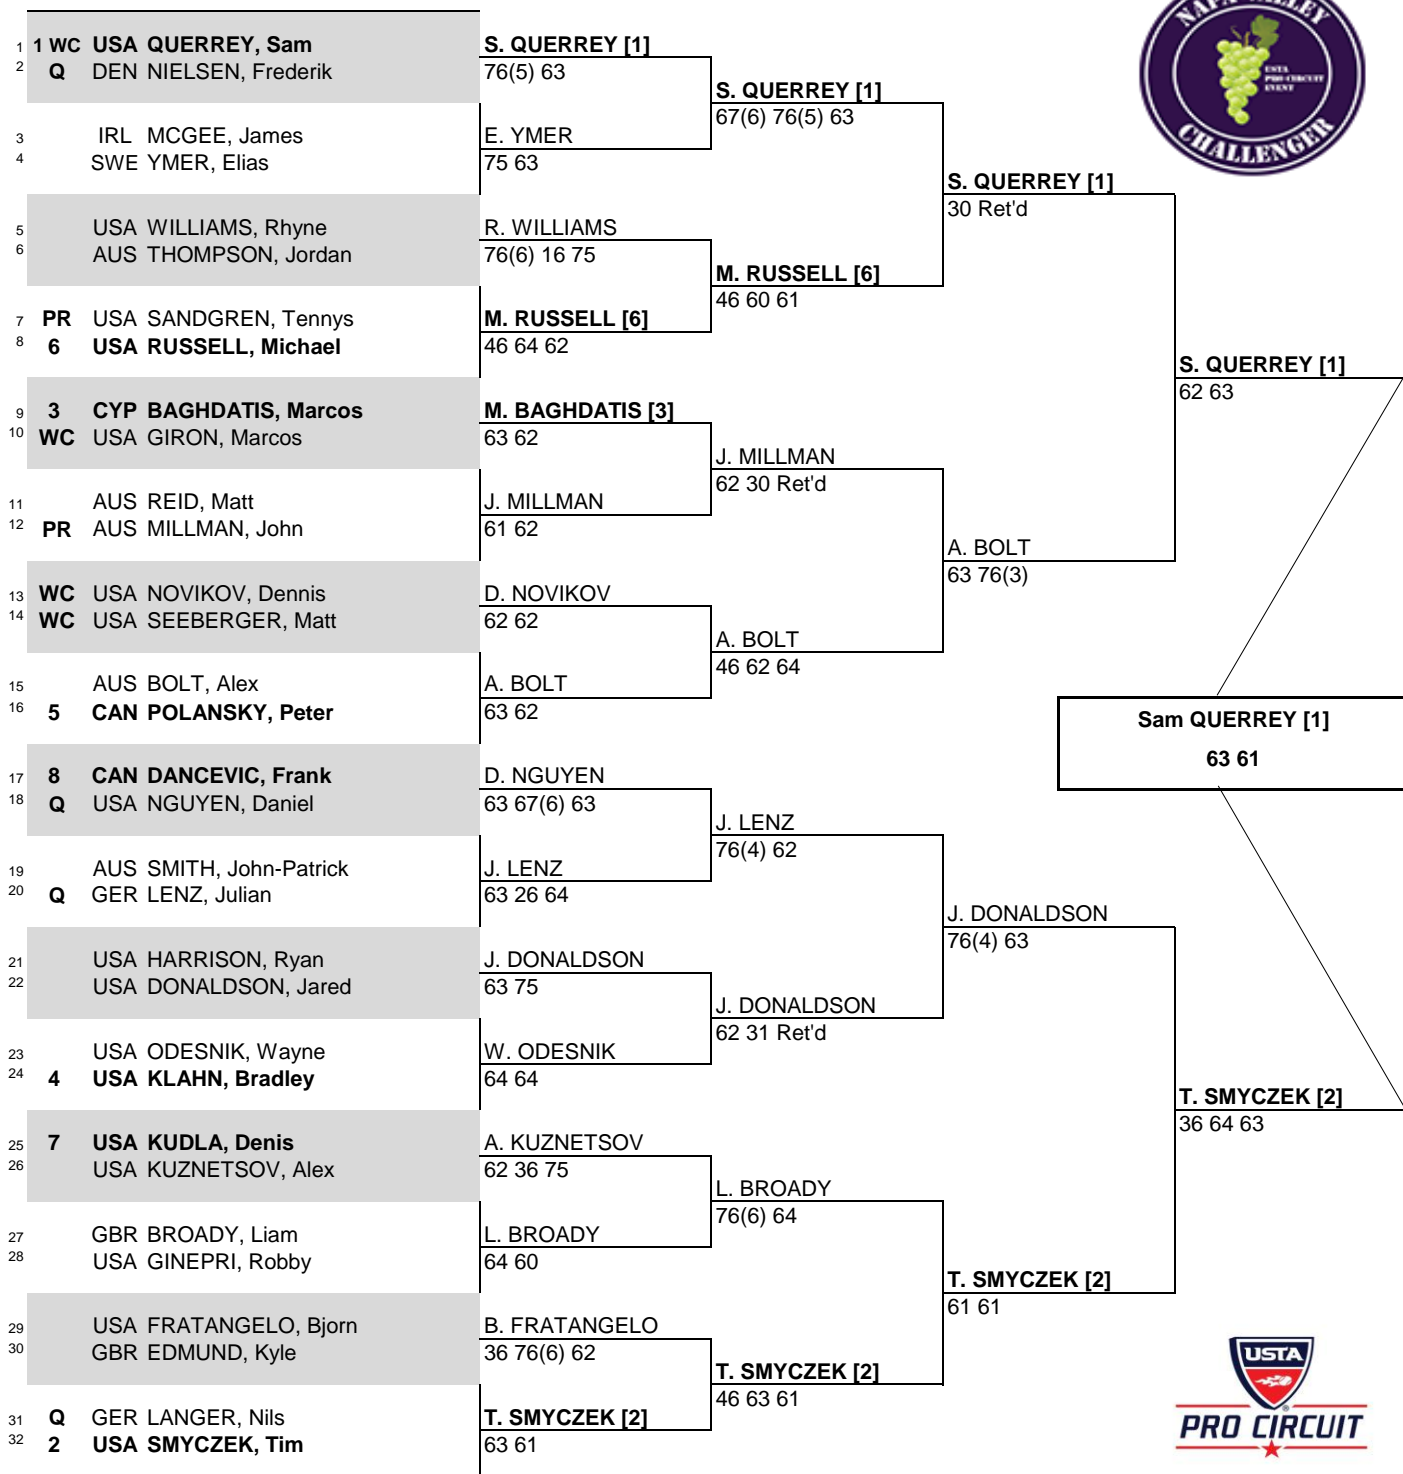 NAPA VALLEY
USTA
PRO CIRCUIT
EVENT
CHALLENGER
1 1 WC USA QUERREY, Sam
2 Q DEN NIELSEN, Frederik
3 IRL MCGEE, James
4 SWE YMER, Elias
5 USA WILLIAMS, Rhyne
6 AUS THOMPSON, Jordan
7 PR USA SANDGREN, Tennys
8 6 USA RUSSELL, Michael
9 3 CYP BAGHDATIS, Marcos
10 WC USA GIRON, Marcos
11 AUS REID, Matt
12 PR AUS MILLMAN, John
13 WC USA NOVIKOV, Dennis
14 WC USA SEEBERGER, Matt
15 AUS BOLT, Alex
16 5 CAN POLANSKY, Peter
17 8 CAN DANCEVIC, Frank
18 Q USA NGUYEN, Daniel
19 AUS SMITH, John-Patrick
20 Q GER LENZ, Julian
21 USA HARRISON, Ryan
22 USA DONALDSON, Jared
23 USA ODESNIK, Wayne
24 4 USA KLAHN, Bradley
25 7 USA KUDLA, Denis
26 USA KUZNETSOV, Alex
27 GBR BROADY, Liam
28 USA GINEPRI, Robby
29 USA FRATANGELO, Bjorn
30 GBR EDMUND, Kyle
31 Q GER LANGER, Nils
32 2 USA SMYCZEK, Tim
S. QUERREY [1]
76(5) 63
E. YMER
75 63
R. WILLIAMS
76(6) 16 75
M. RUSSELL [6]
46 64 62
M. BAGHDATIS [3]
63 62
J. MILLMAN
61 62
D. NOVIKOV
62 62
A. BOLT
63 62
D. NGUYEN
63 67(6) 63
J. LENZ
63 26 64
J. DONALDSON
63 75
W. ODESNIK
64 64
A. KUZNETSOV
62 36 75
L. BROADY
64 60
B. FRATANGELO
36 76(6) 62
T. SMYCZEK [2]
63 61
S. QUERREY [1]
67(6) 76(5) 63
M. RUSSELL [6]
46 60 61
J. MILLMAN
62 30 Ret'd
A. BOLT
46 62 64
J. LENZ
76(4) 62
J. DONALDSON
62 31 Ret'd
L. BROADY
76(6) 64
T. SMYCZEK [2]
46 63 61
S. QUERREY [1]
30 Ret'd
A. BOLT
63 76(3)
J. DONALDSON
76(4) 63
T. SMYCZEK [2]
61 61
S. QUERREY [1]
62 63
T. SMYCZEK [2]
36 64 63
Sam QUERREY [1]
63 61
USTA
PRO CIRCUIT